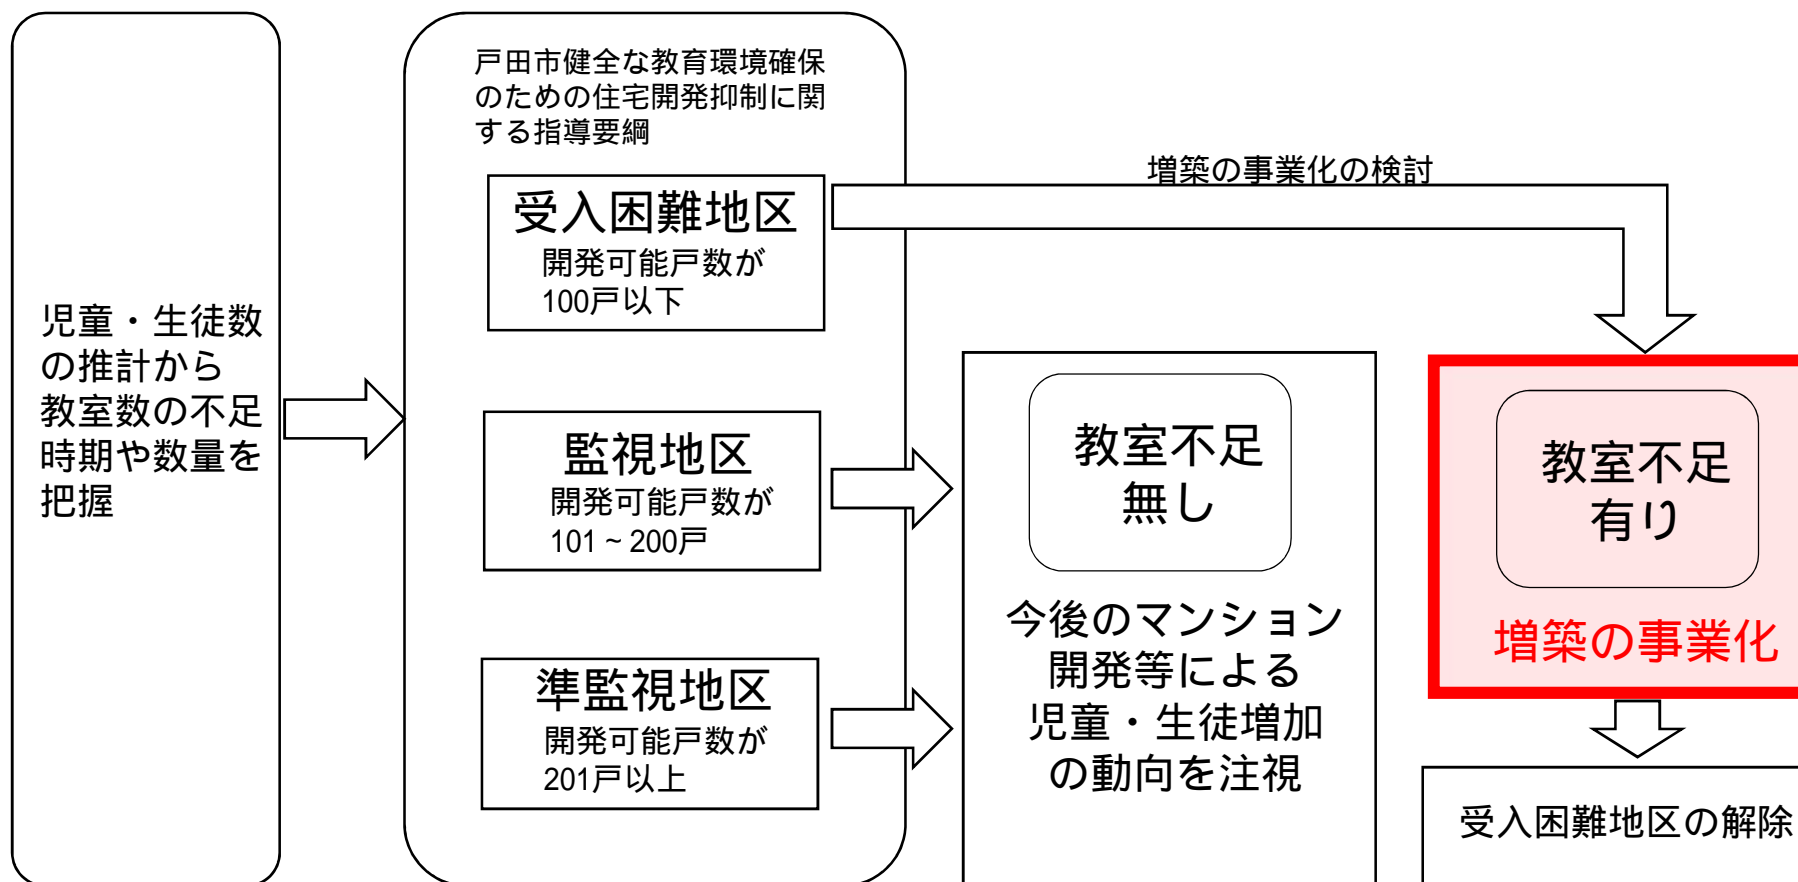 児童・生徒数
の推計から
教室数の不足
時期や数量を
把握
戸田市健全な教育環境確保
のための住宅開発抑制に関
する指導要綱
受入困難地区
開発可能戸数が
100戸以下
監視地区
開発可能戸数が
101～200戸
準監視地区
開発可能戸数が
201戸以上
増築の事業化の検討
教室不足
無し
今後のマンション
開発等による
児童・生徒増加
の動向を注視
教室不足
有り
増築の事業化
受入困難地区の解除